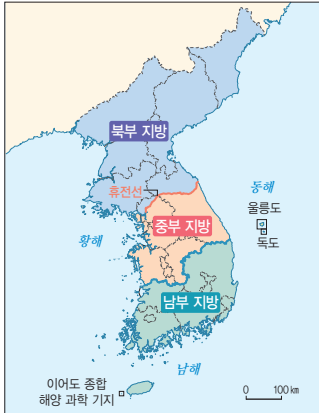 북부 지방
휴전선
동해
울릉도
독도
중부 지방
황해
남부 지방
남해
이어도 종합
해양 과학 기지
0 100 km